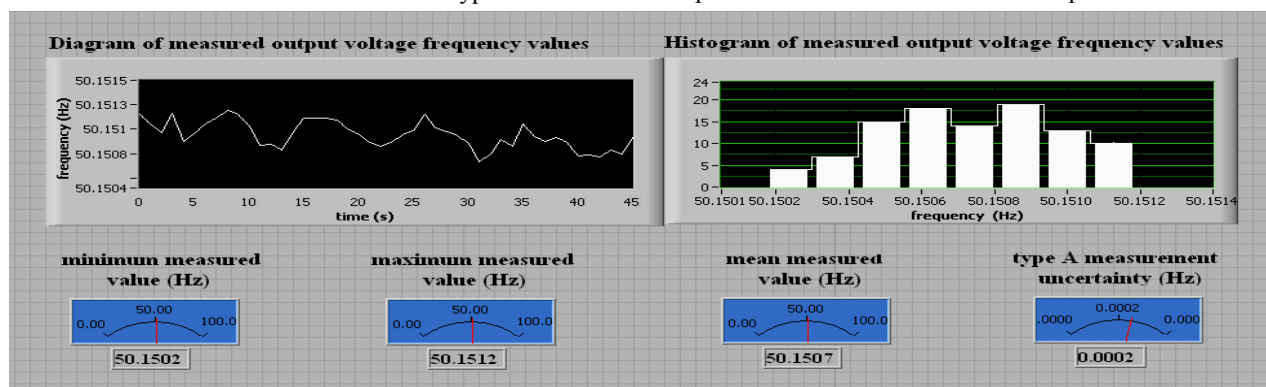 Diagram of measured output voltage frequency values
Histogram of measured output voltage frequency values
50.1515
50.1513
50.151
50.1508
50.1504
frequency (Hz)
0 5 10 15 20 25 30 35 40 45
time (s)
24
20
15
10
5
0
50.1501 50.1502 50.1504 50.1506 50.1508 50.1510 50.1512 50.1514
frequency (Hz)
minimum measured
value (Hz)
0.00 50.00 100.0
50.1502
maximum measured
value (Hz)
0.00 50.00 100.0
50.1512
mean measured
value (Hz)
0.00 50.00 100.0
50.1507
type A measurement
uncertainty (Hz)
.0000 0.0002 0.000
0.0002